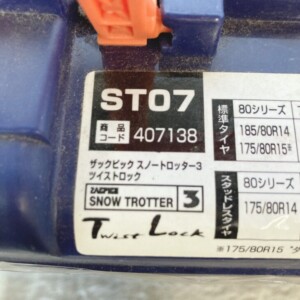 ST07
商品コード 407138
ザックピック スノートロッター3
ツイストロック
SNOW TROTTER 3
Twist Lock
標準タイヤ
80シリーズ
185/80R14
175/80R15※
スタッドレスタイヤ
80シリーズ
175/80R14
※175/80R15